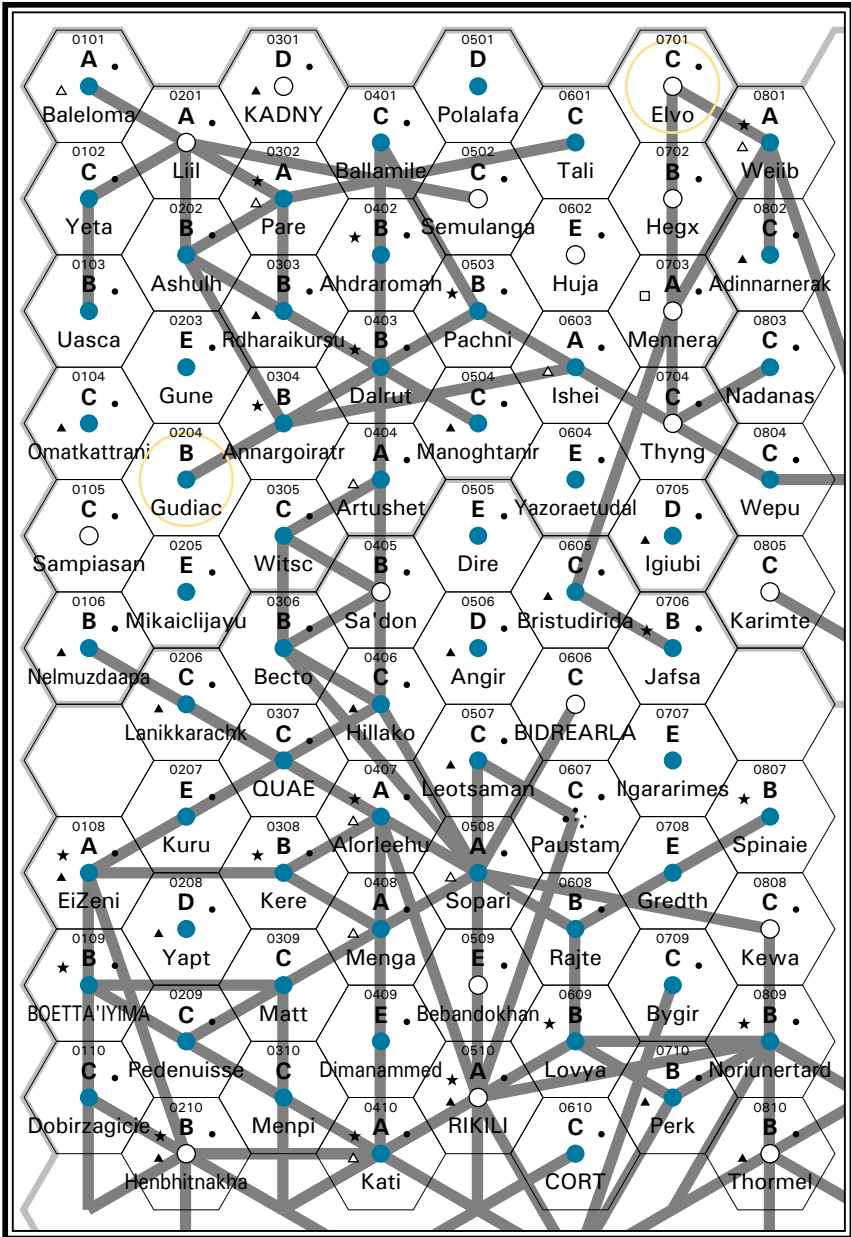 0101
A
Baleloma
0201
A
Liil
0301
D
KADNY
0401
C
Ballamile
0501
D
Polalafa
0601
C
Tali
0701
C
Elvo
0801
A
Weiib
0102
C
Yeta
0202
B
Ashulh
0302
A
Pare
0402
B
Ahdraromah
0502
C
Semulanga
0602
E
Huja
0702
B
Hegx
0802
C
Adinnarnerak
0103
B
Uasca
0203
E
Gune
0303
B
Rdharaikursu
0403
B
Dalrut
0503
B
Pachni
0603
A
Ishei
0703
A
Mennera
0803
C
Nadanas
0104
C
Omatkattrani
0204
B
Gudiac
0304
B
Annargoiratr
0404
A
Artushet
0504
C
Manoghtanir
0604
E
Yazoraetudal
0704
C
Thyng
0804
C
Wepu
0105
C
Sampiasan
0205
E
Mikaiclijayu
0305
C
Witsc
0405
B
Sa'don
0505
E
Dire
0605
C
Bristudirida
0705
D
Igiubi
0805
C
Karimte
0106
B
Nelmuzdaapa
0206
C
Lanikkarachk
0306
B
Becto
0406
C
Hillako
0506
D
Angir
0606
C
BIDREARLA
0706
B
Jafsa
0207
E
Kuru
0307
C
QUAE
0407
A
Alorleehu
0507
C
Leotsaman
0607
C
Paustam
0707
E
Ilgararimes
0807
B
Spinaie
0108
A
EiZeni
0208
D
Yapt
0308
B
Kere
0408
A
Menga
0508
A
Sopari
0608
B
Rajte
0708
E
Gredth
0808
C
Kewa
0109
B
BOETTA'IYIMA
0209
C
Pedenuisse
0309
C
Matt
0409
E
Dimanammed
0509
E
Bebandokhan
0609
B
Lovya
0709
C
Bygir
0809
B
Noriunertard
0110
C
Dobirzagicie
0210
B
Henbhitnakha
0310
C
Menpi
0410
A
Kati
0510
A
RIKILI
0610
C
CORT
0710
B
Perk
0810
B
Thormel